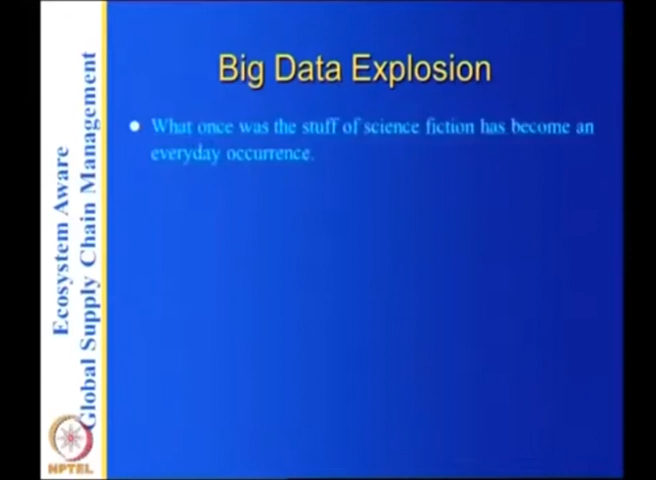 Big Data Explosion
What once was the stuff of science fiction has become an
everyday occurrence.
Ecosystem Aware
Global Supply Chain Management
NPTEL